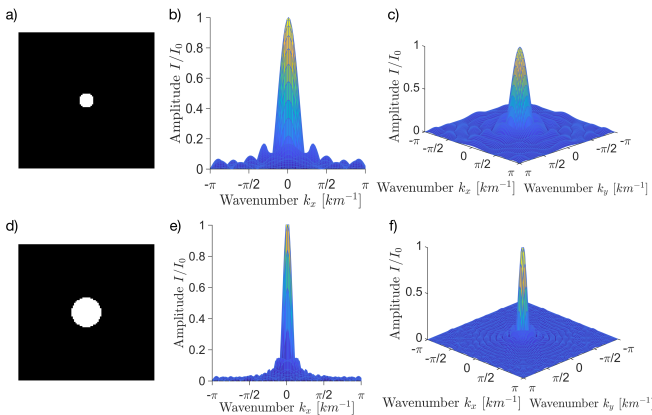 a)
b)
c)
Amplitude I/I₀
1
0.8
0.6
0.4
0.2
0
-π
-π/2
0
π/2
π
Wavenumber kₓ [km⁻¹]
Amplitude I/I₀
1
0.5
0
-π
-π/2
0
π/2
π
π
π/2
0
-π/2
-π
Wavenumber kₓ [km⁻¹]
Wavenumber k_y [km⁻¹]
d)
e)
f)
Amplitude I/I₀
1
0.8
0.6
0.4
0.2
0
-π
-π/2
0
π/2
π
Wavenumber kₓ [km⁻¹]
Amplitude I/I₀
1
0.5
0
-π
-π/2
0
π/2
π
π
π/2
0
-π/2
-π
Wavenumber kₓ [km⁻¹]
Wavenumber k_y [km⁻¹]